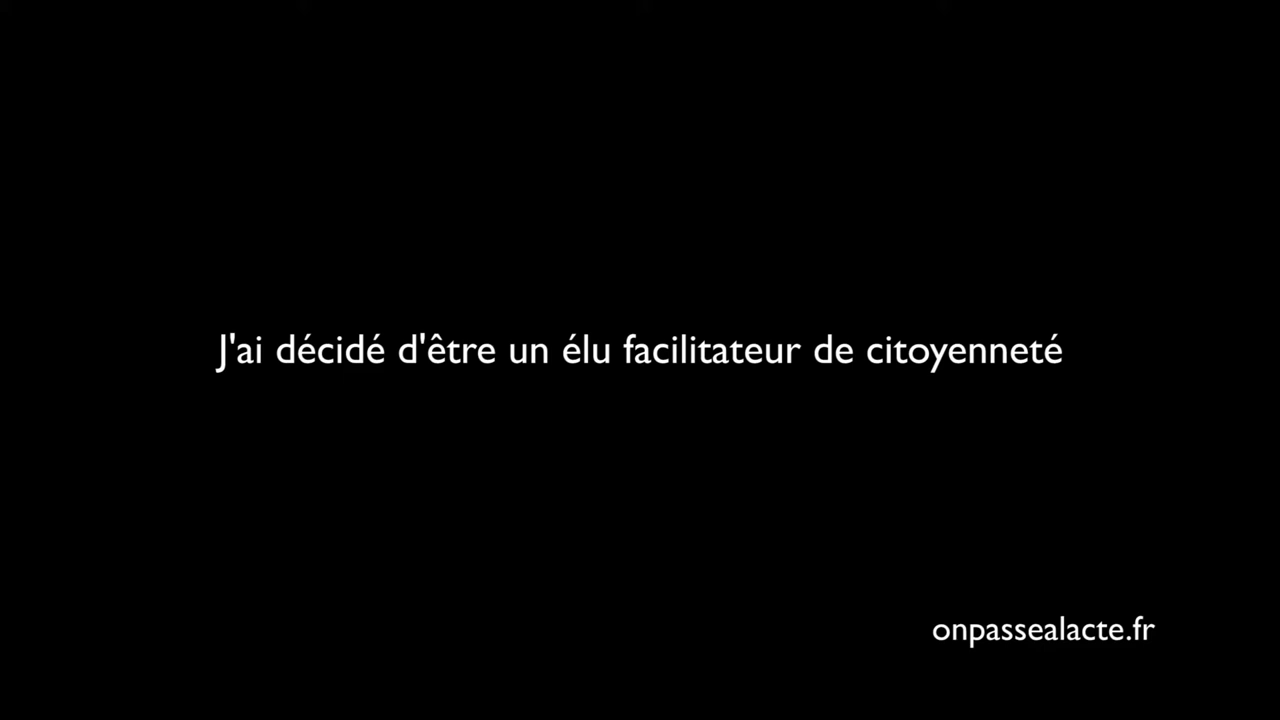 J'ai décidé d'être un élu facilitateur de citoyenneté
onpassealacte.fr